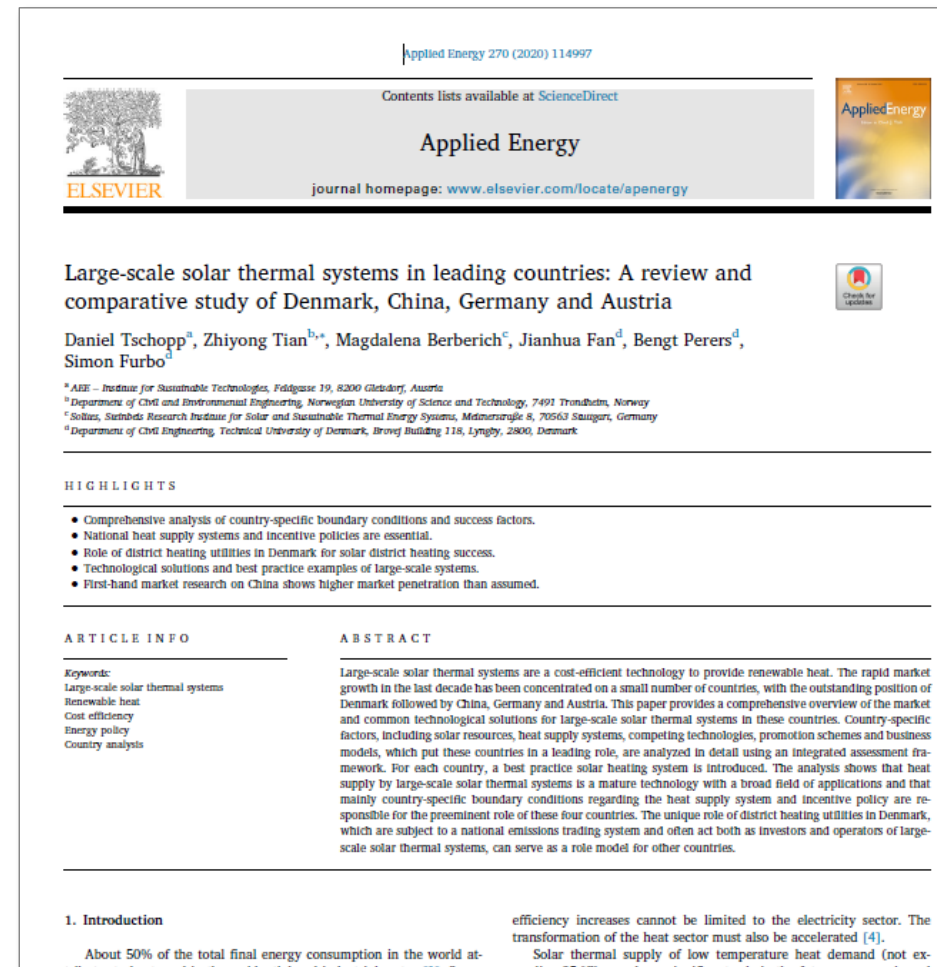 Applied Energy 270 (2020) 114997
Contents lists available at ScienceDirect
Applied Energy
journal homepage: www.elsevier.com/locate/apenergy
ELSEVIER
AppliedEnergy
Large-scale solar thermal systems in leading countries: A review and
comparative study of Denmark, China, Germany and Austria
Check for
updates
Daniel Tschopp a, Zhiyong Tian b,*, Magdalena Berberich c, Jianhua Fan d, Bengt Perers d,
Simon Furbo d
a AEE – Institute for Sustainable Technologies, Feldgasse 19, 8200 Gleisdorf, Austria
b Department of Civil and Environmental Engineering, Norwegian University of Science and Technology, 7491 Trondheim, Norway
c Solites, Steinbeis Research Institute for Solar and Sustainable Thermal Energy Systems, Meitnerstraße 8, 70563 Stuttgart, Germany
d Department of Civil Engineering, Technical University of Denmark, Brovej Building 118, Lyngby, 2800, Denmark
HIGHLIGHTS
• Comprehensive analysis of country-specific boundary conditions and success factors.
• National heat supply systems and incentive policies are essential.
• Role of district heating utilities in Denmark for solar district heating success.
• Technological solutions and best practice examples of large-scale systems.
• First-hand market research on China shows higher market penetration than assumed.
ARTICLE INFO
Keywords:
Large-scale solar thermal systems
Renewable heat
Cost efficiency
Energy policy
Country analysis
ABSTRACT
Large-scale solar thermal systems are a cost-efficient technology to provide renewable heat. The rapid market
growth in the last decade has been concentrated on a small number of countries, with the outstanding position of
Denmark followed by China, Germany and Austria. This paper provides a comprehensive overview of the market
and common technological solutions for large-scale solar thermal systems in these countries. Country-specific
factors, including solar resources, heat supply systems, competing technologies, promotion schemes and business
models, which put these countries in a leading role, are analyzed in detail using an integrated assessment fra-
mework. For each country, a best practice solar heating system is introduced. The analysis shows that heat
supply by large-scale solar thermal systems is a mature technology with a broad field of applications and that
mainly country-specific boundary conditions regarding the heat supply system and incentive policy are re-
sponsible for the preeminent role of these four countries. The unique role of district heating utilities in Denmark,
which are subject to a national emissions trading system and often act both as investors and operators of large-
scale solar thermal systems, can serve as a role model for other countries.
1. Introduction
About 50% of the total final energy consumption in the world at-
efficiency increases cannot be limited to the electricity sector. The
transformation of the heat sector must also be accelerated [4].
Solar thermal supply of low temperature heat demand (not ex-